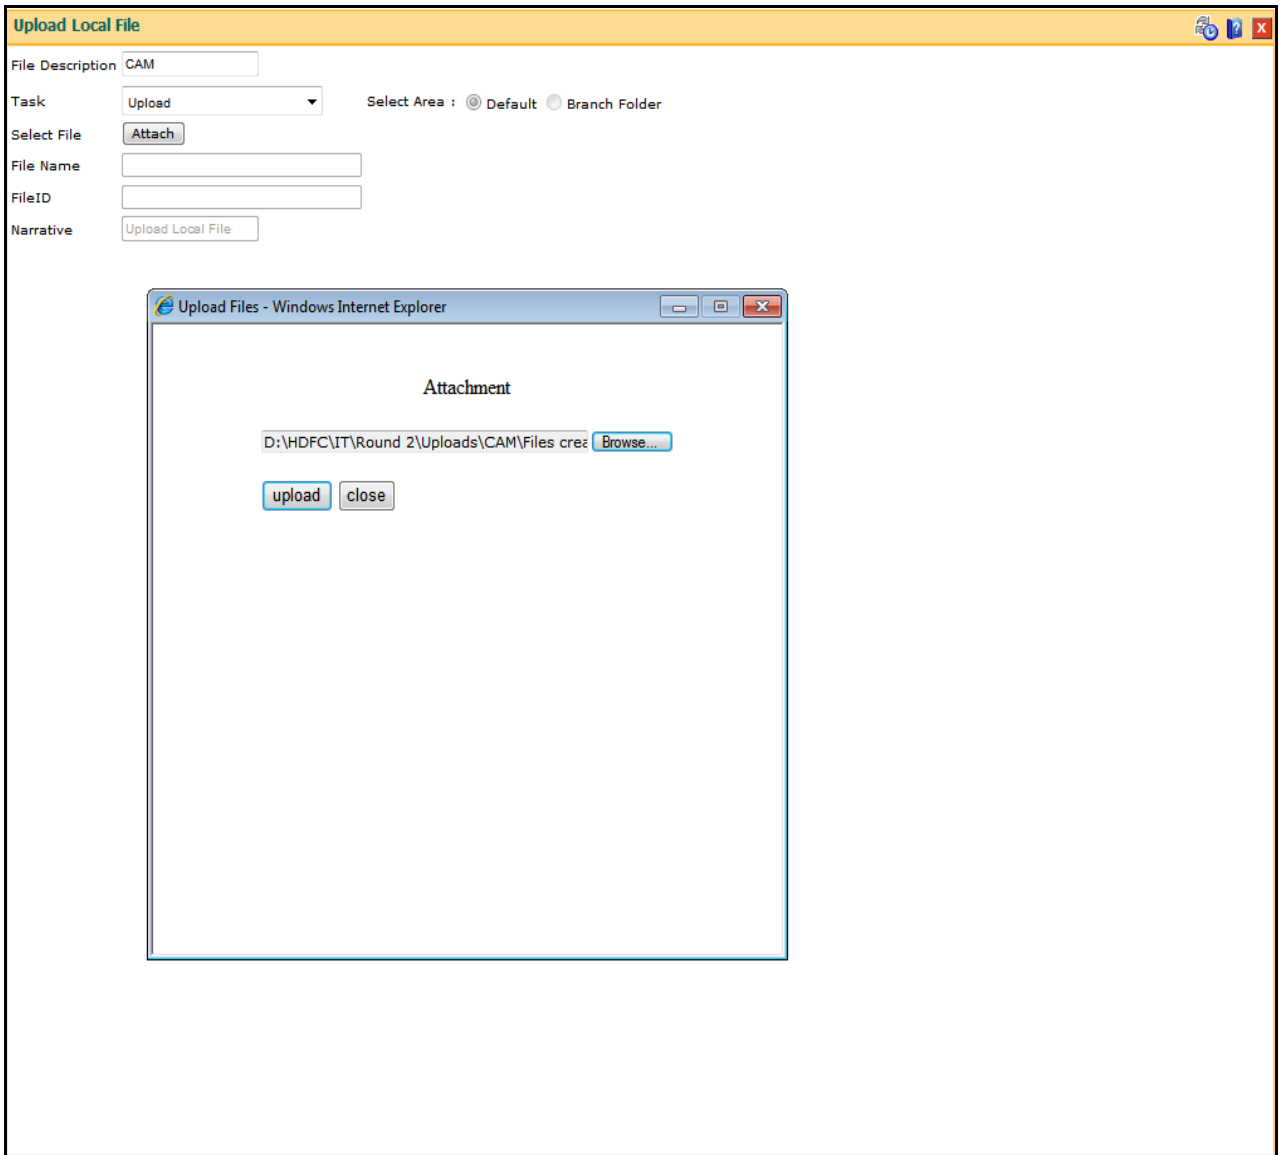 Upload Local File
File Description CAM
Task Upload Select Area : Default Branch Folder
Select File Attach
File Name
FileID
Narrative Upload Local File
Upload Files - Windows Internet Explorer
Attachment
D:\HDFC\IT\Round 2\Uploads\CAM\Files crea Browse...
upload close